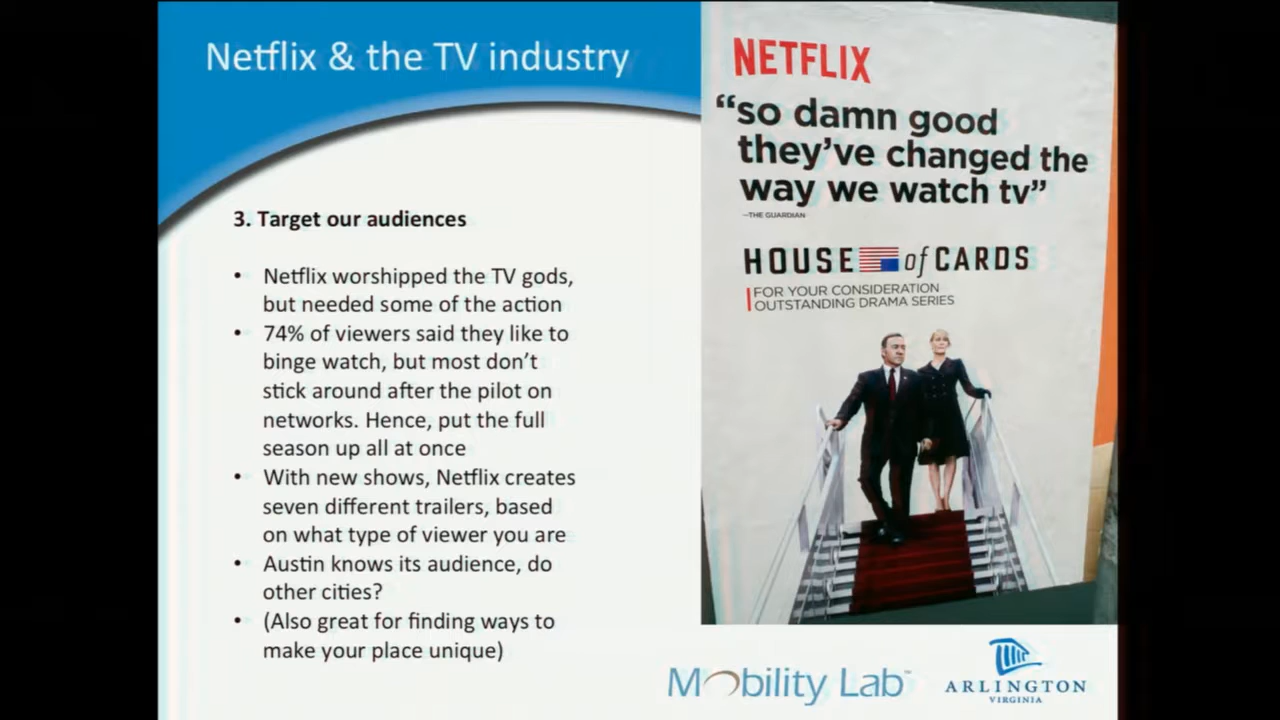 Netflix & the TV industry
3. Target our audiences
• Netflix worshipped the TV gods,
but needed some of the action
• 74% of viewers said they like to
binge watch, but most don't
stick around after the pilot on
networks. Hence, put the full
season up all at once
• With new shows, Netflix creates
seven different trailers, based
on what type of viewer you are
• Austin knows its audience, do
other cities?
• (Also great for finding ways to
make your place unique)
NETFLIX
“so damn good
they've changed the
way we watch tv”
—THE GUARDIAN
HOUSE of CARDS
FOR YOUR CONSIDERATION
OUTSTANDING DRAMA SERIES
Mobility Lab™
ARLINGTON
VIRGINIA